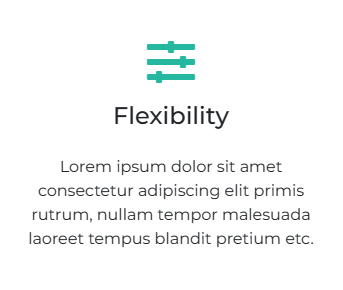 Flexibility
Lorem ipsum dolor sit amet
consectetur adipiscing elit primis
rutrum, nullam tempor malesuada
laoreet tempus blandit pretium etc.